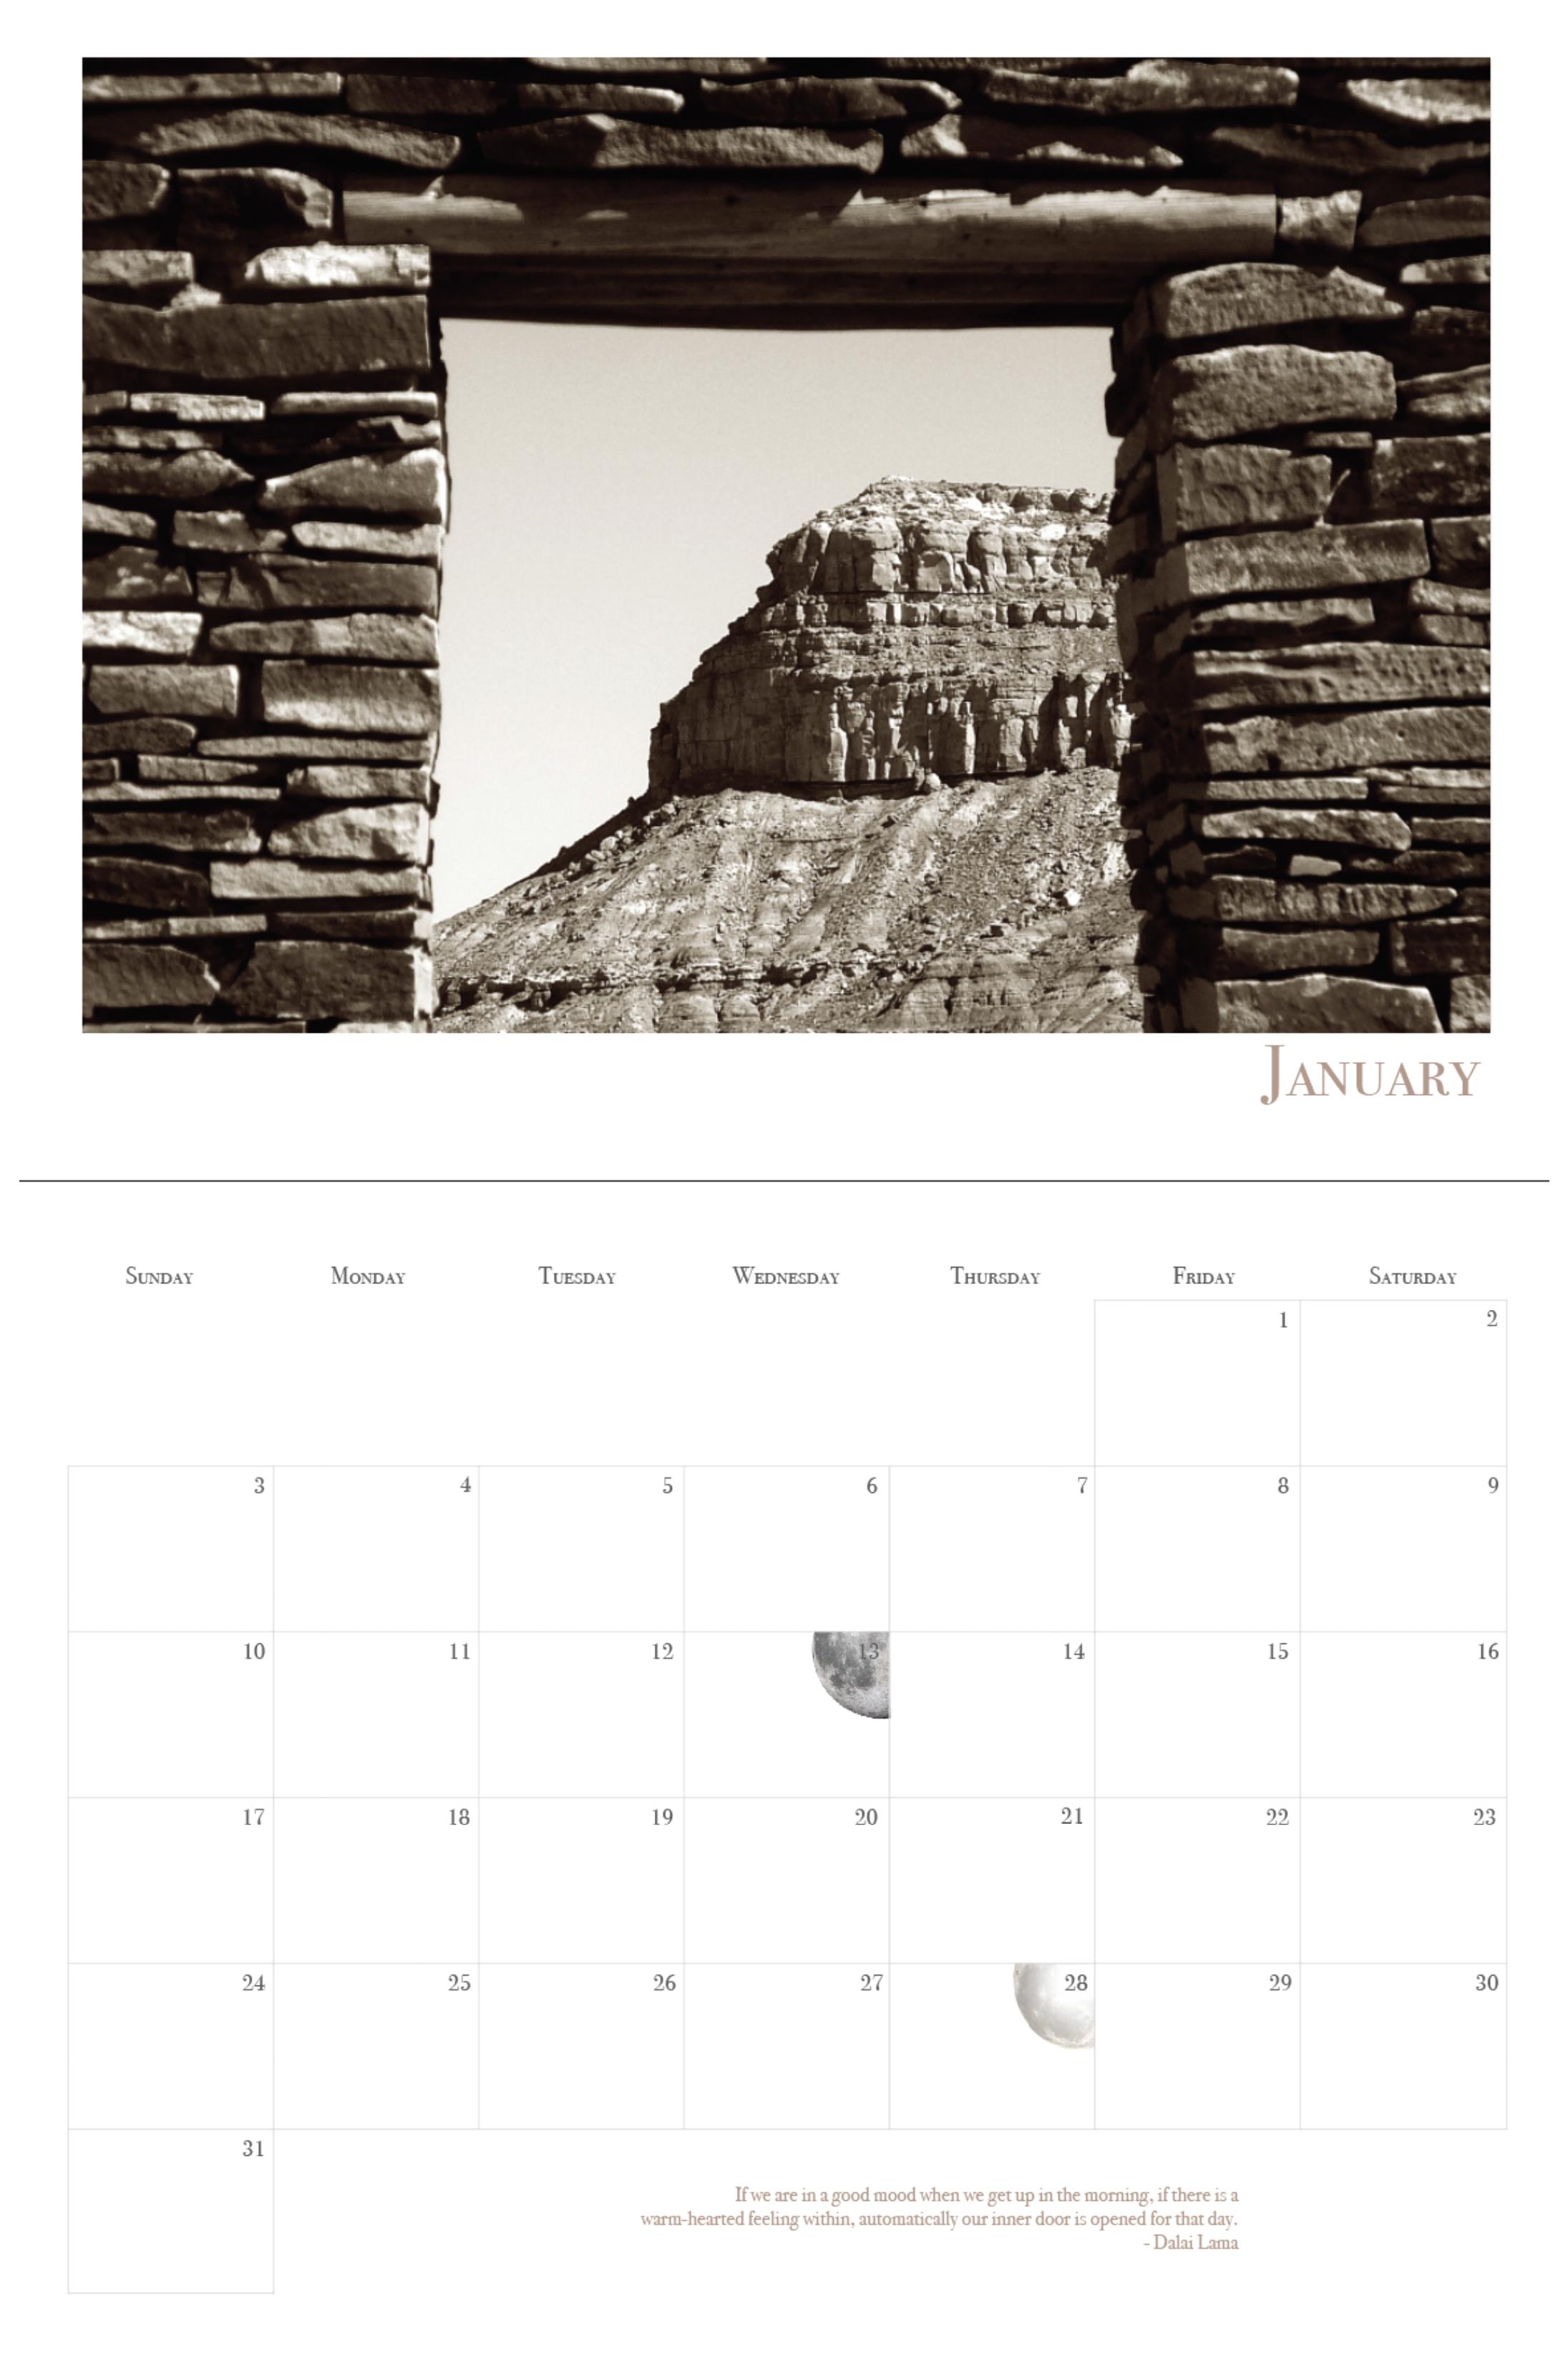 January
Sunday Monday Tuesday Wednesday Thursday Friday Saturday
1 2
3 4 5 6 7 8 9
10 11 12 13 14 15 16
17 18 19 20 21 22 23
24 25 26 27 28 29 30
31
If we are in a good mood when we get up in the morning, if there is a
warm-hearted feeling within, automatically our inner door is opened for that day.
- Dalai Lama